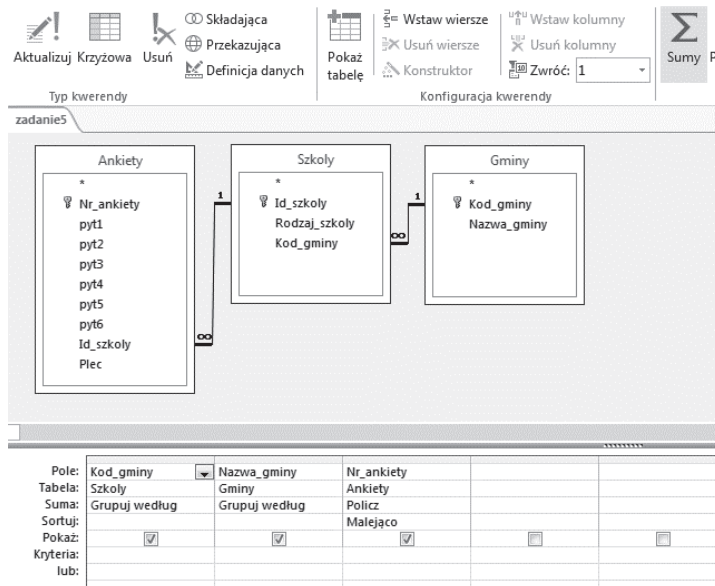 Aktualizuj Krzyżowa Usuń
Składająca
Przekazująca
Definicja danych
Typ kwerendy
Pokaż tabelę
Wstaw wiersze
Usuń wiersze
Konstruktor
Wstaw kolumny
Usuń kolumny
Zwróć: 1
Konfiguracja kwerendy
Sumy P
zadanie5
Ankiety
*
Nr_ankiety
pyt1
pyt2
pyt3
pyt4
pyt5
pyt6
Id_szkoly
Plec
Szkoly
*
Id_szkoly
Rodzaj_szkoly
Kod_gminy
Gminy
*
Kod_gminy
Nazwa_gminy
1 ∞
1 ∞
Pole: Kod_gminy Nazwa_gminy Nr_ankiety
Tabela: Szkoly Gminy Ankiety
Suma: Grupuj według Grupuj według Policz
Sortuj: Malejąco
Pokaż:
Kryteria:
lub: